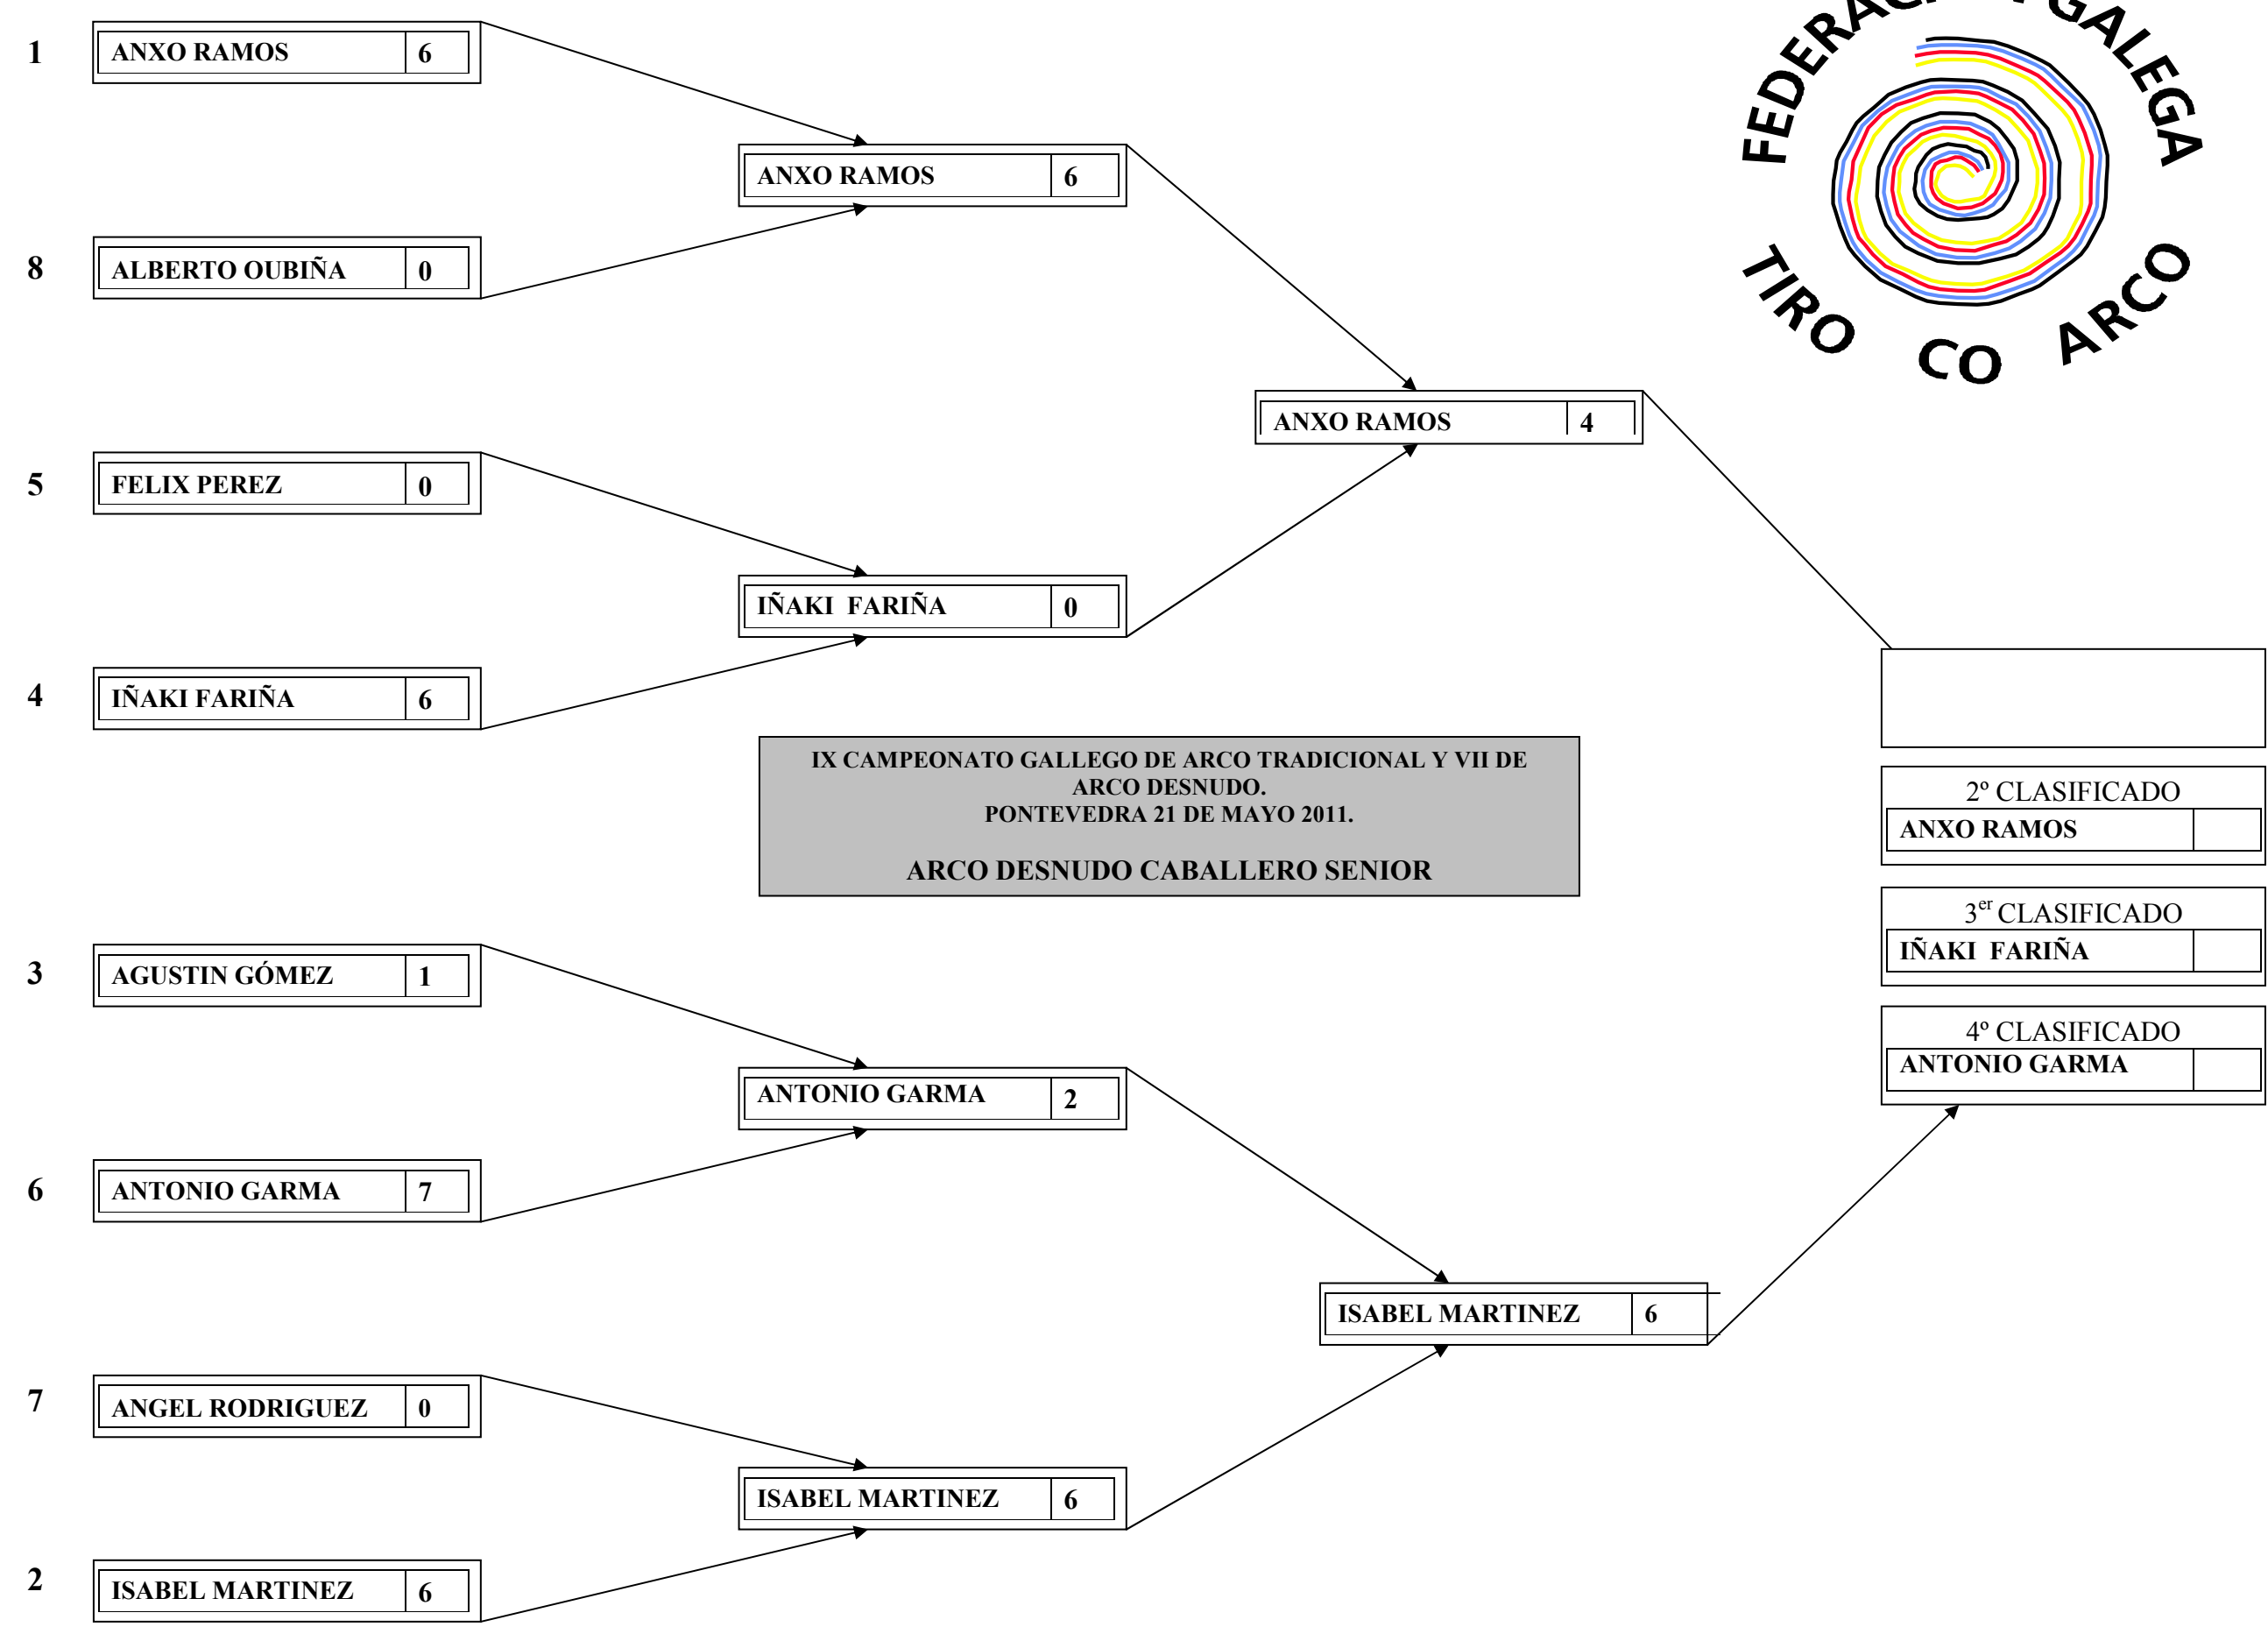 FEDERACIÓN GALEGA
TIRO CO ARCO
1 ANXO RAMOS 6
8 ALBERTO OUBIÑA 0
5 FELIX PEREZ 0
4 IÑAKI FARIÑA 6
3 AGUSTIN GÓMEZ 1
6 ANTONIO GARMA 7
7 ANGEL RODRIGUEZ 0
2 ISABEL MARTINEZ 6
ANXO RAMOS 6
IÑAKI FARIÑA 0
ANTONIO GARMA 2
ISABEL MARTINEZ 6
ANXO RAMOS 4
ISABEL MARTINEZ 6
IX CAMPEONATO GALLEGO DE ARCO TRADICIONAL Y VII DE
ARCO DESNUDO.
PONTEVEDRA 21 DE MAYO 2011.
ARCO DESNUDO CABALLERO SENIOR
2º CLASIFICADO
ANXO RAMOS
3er CLASIFICADO
IÑAKI FARIÑA
4º CLASIFICADO
ANTONIO GARMA